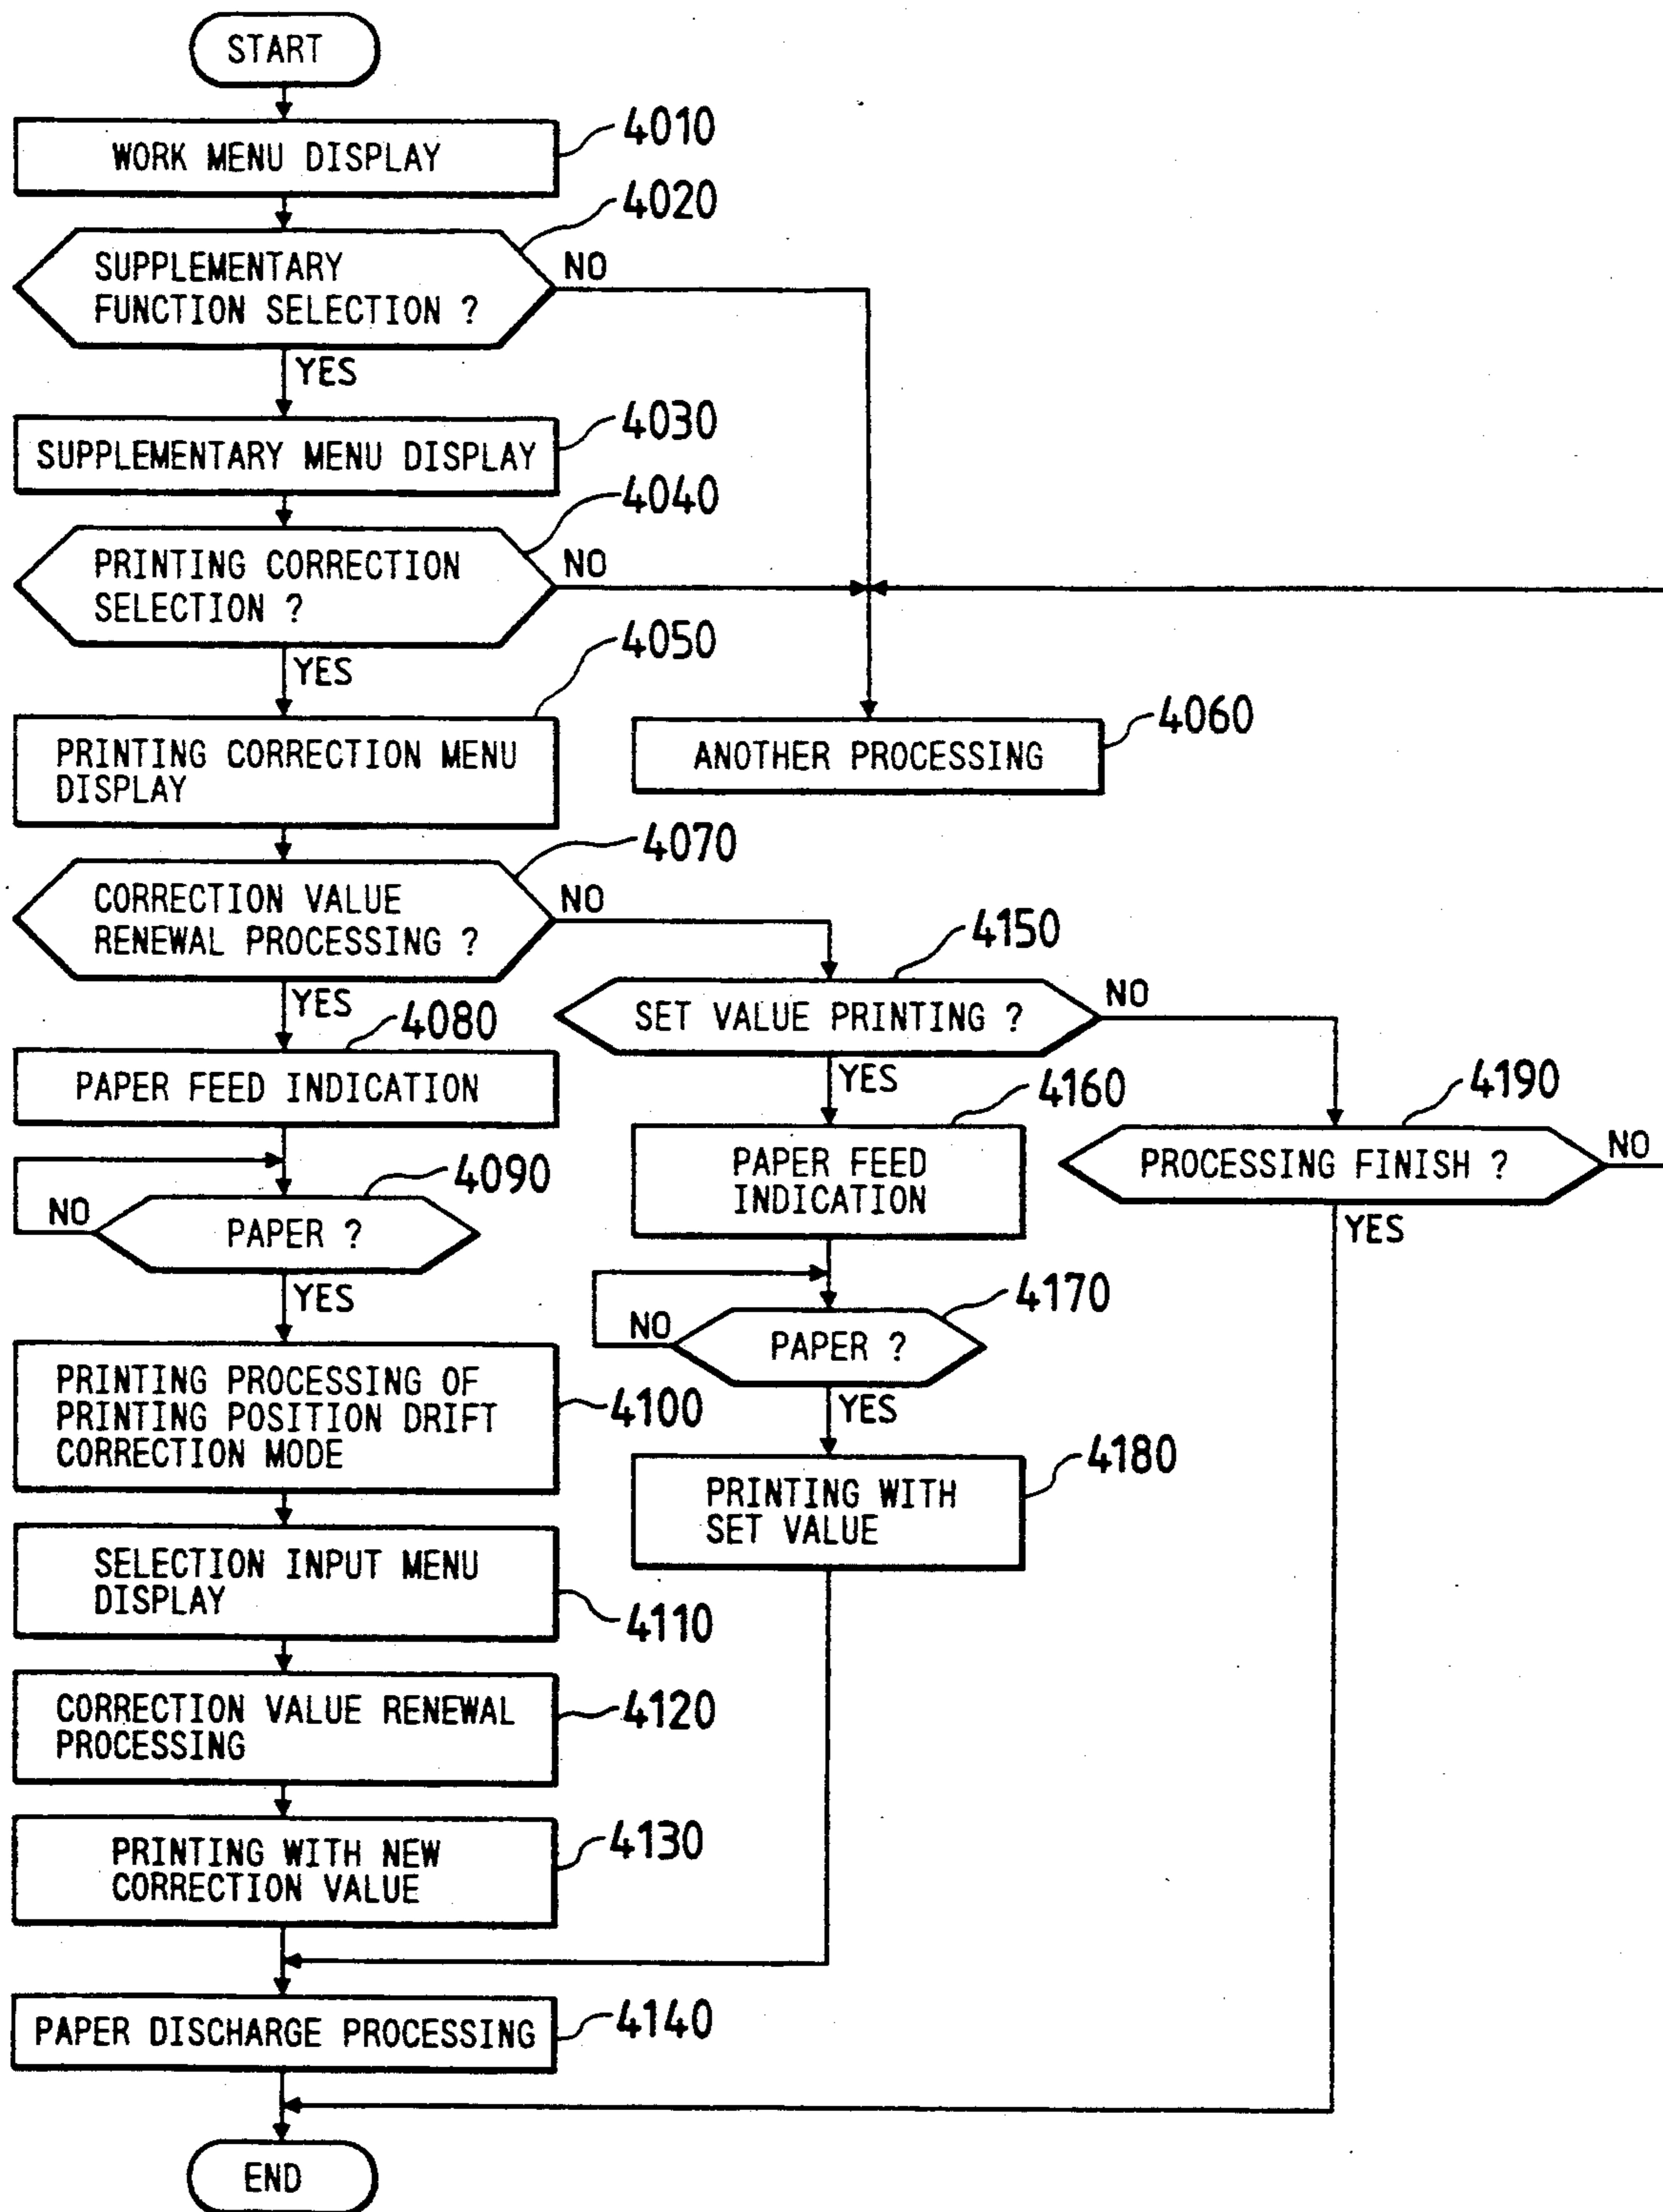 START
WORK MENU DISPLAY
4010
SUPPLEMENTARY
FUNCTION SELECTION ?
4020
NO
YES
SUPPLEMENTARY MENU DISPLAY
4030
PRINTING CORRECTION
SELECTION ?
4040
NO
YES
PRINTING CORRECTION MENU
DISPLAY
4050
ANOTHER PROCESSING
4060
CORRECTION VALUE
RENEWAL PROCESSING ?
4070
NO
YES
SET VALUE PRINTING ?
4150
NO
YES
PAPER FEED INDICATION
4080
PAPER FEED
INDICATION
4160
PROCESSING FINISH ?
4190
NO
YES
PAPER ?
4090
NO
YES
PAPER ?
4170
NO
YES
PRINTING PROCESSING OF
PRINTING POSITION DRIFT
CORRECTION MODE
4100
PRINTING WITH
SET VALUE
4180
SELECTION INPUT MENU
DISPLAY
4110
CORRECTION VALUE RENEWAL
PROCESSING
4120
PRINTING WITH NEW
CORRECTION VALUE
4130
PAPER DISCHARGE PROCESSING
4140
END